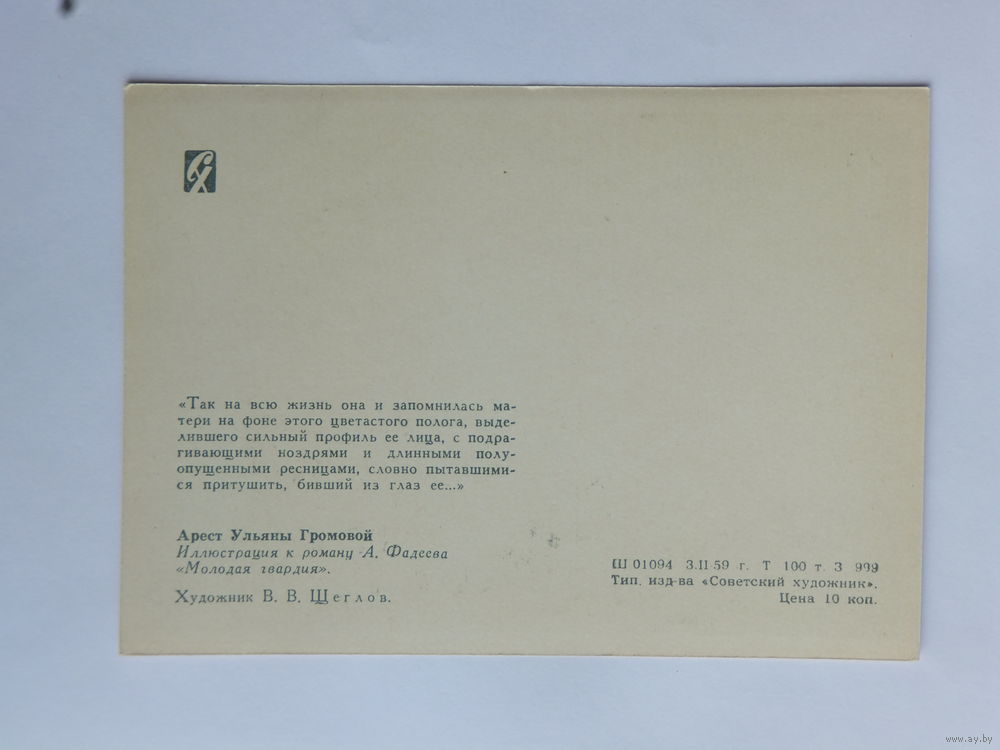 СХ
«Так на всю жизнь она и запомнилась ма-
тери на фоне этого цветастого полога, выде-
лившего сильный профиль ее лица, с подра-
гивающими ноздрями и длинными полу-
опущенными ресницами, словно пытавшими-
ся притушить, бивший из глаз ее...»
Арест Ульяны Громовой
Иллюстрация к роману А. Фадеева
«Молодая гвардия».
Художник В. В. Щеглов.
Ш 01094 3.II-59 г. Т 100 т. З 999
Тип. изд-ва «Советский художник».
Цена 10 коп.
www.ay.by